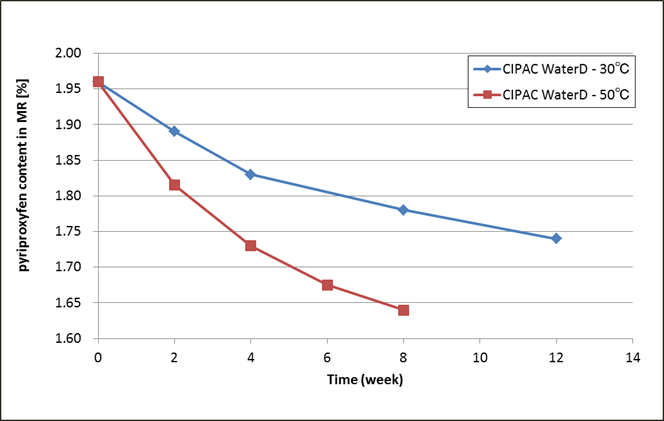 2.00
1.95
1.90
1.85
1.80
1.75
1.70
1.65
1.60
pyriproxyfen content in MR [%]
CIPAC WaterD - 30℃
CIPAC WaterD - 50℃
0 2 4 6 8 10 12 14
Time (week)